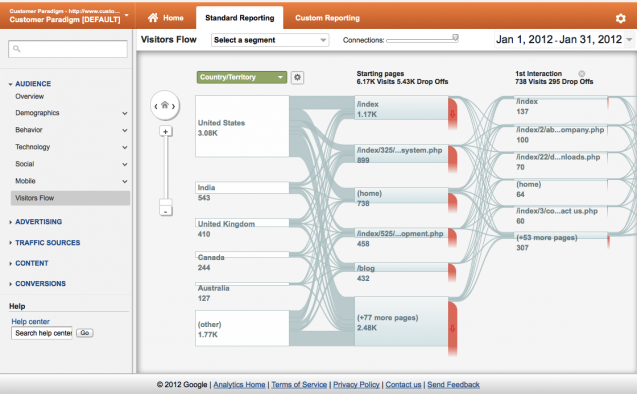 Customer Paradigm - http://www.custo...
Customer Paradigm [DEFAULT]
Home
Standard Reporting
Custom Reporting
Visitors Flow
Select a segment
Connections:
Jan 1, 2012 - Jan 31, 2012
AUDIENCE
Overview
Demographics
Behavior
Technology
Social
Mobile
Visitors Flow
ADVERTISING
TRAFFIC SOURCES
CONTENT
CONVERSIONS
Help
Help center
Search help center
Go
Country/Territory
United States
3.08K
India
543
United Kingdom
410
Canada
244
Australia
127
(other)
1.77K
Starting pages
6.17K Visits 5.43K Drop Offs
/index
1.17K
/index/325/...system.php
899
(home)
738
/index/525/...opment.php
458
/blog
432
(+77 more pages)
2.48K
1st Interaction
738 Visits 295 Drop Offs
/index
137
/index/2/ab...ompany.php
100
/index/22/d...nloads.php
70
(home)
64
/index/3/co...act us.php
60
(+53 more pages)
307
© 2012 Google | Analytics Home | Terms of Service | Privacy Policy | Contact us | Send Feedback